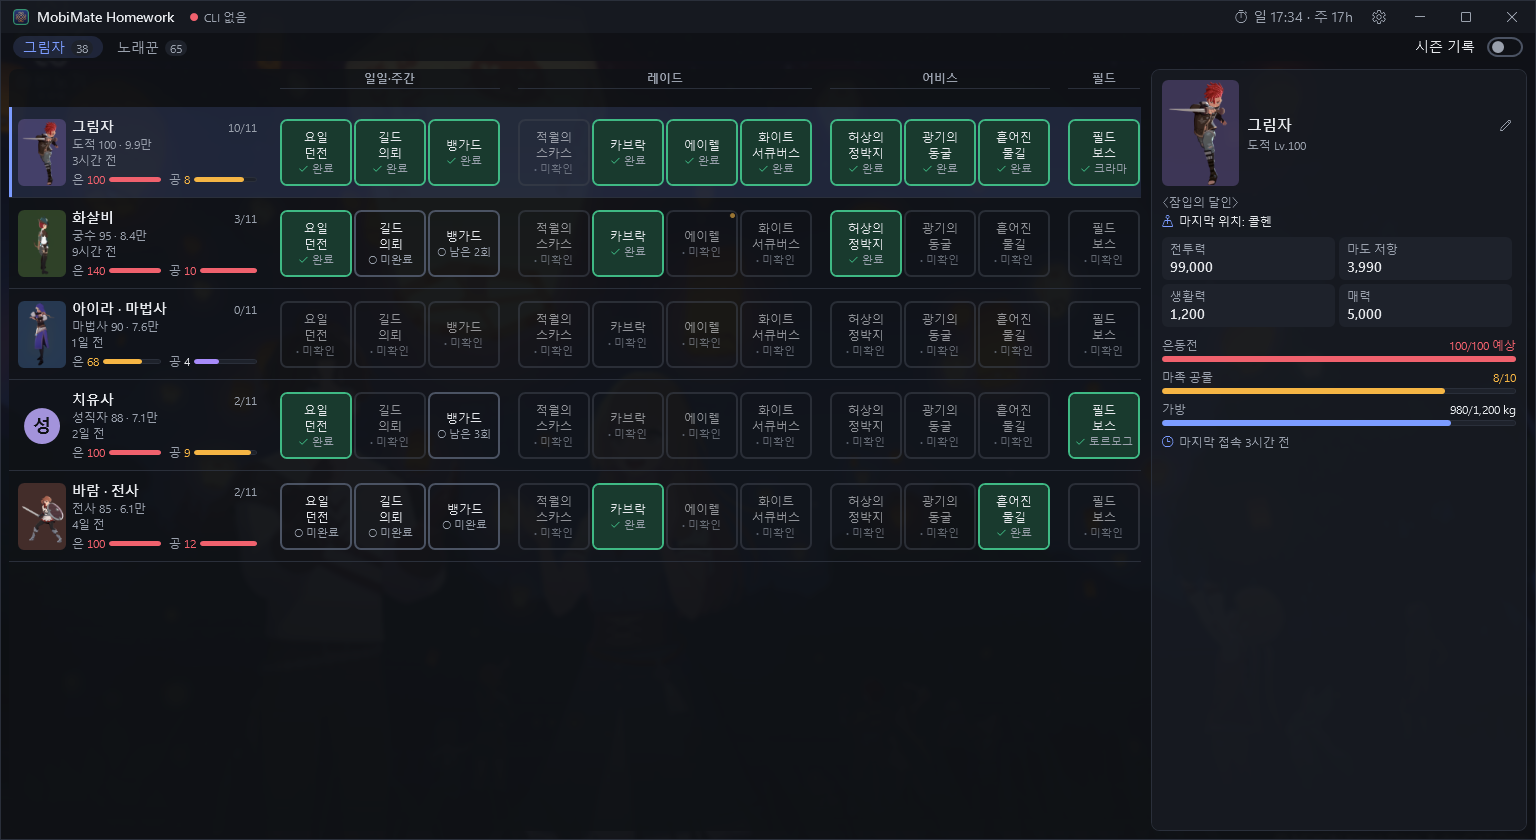 MobiMate Homework
CLI 없음
일 17:34 · 주 17h
그림자 38
노래꾼 65
시즌 기록
일일·주간
레이드
어비스
필드
그림자
10/11
도적 100 · 9.9만
3시간 전
은 100
공 8
요일
던전
✓ 완료
길드
의뢰
✓ 완료
뱅가드
✓ 완료
적월의
스카스
• 미확인
카브락
✓ 완료
에이렐
✓ 완료
화이트
서큐버스
✓ 완료
허상의
정박지
✓ 완료
광기의
동굴
✓ 완료
흩어진
물길
✓ 완료
필드
보스
✓ 크라마
화살비
3/11
궁수 95 · 8.4만
9시간 전
은 140
공 10
요일
던전
✓ 완료
길드
의뢰
○ 미완료
뱅가드
○ 남은 2회
적월의
스카스
• 미확인
카브락
✓ 완료
에이렐
• 미확인
화이트
서큐버스
• 미확인
허상의
정박지
✓ 완료
광기의
동굴
• 미확인
흩어진
물길
• 미확인
필드
보스
• 미확인
아이라 · 마법사
0/11
마법사 90 · 7.6만
1일 전
은 68
공 4
요일
던전
• 미확인
길드
의뢰
• 미확인
뱅가드
• 미확인
적월의
스카스
• 미확인
카브락
• 미확인
에이렐
• 미확인
화이트
서큐버스
• 미확인
허상의
정박지
• 미확인
광기의
동굴
• 미확인
흩어진
물길
• 미확인
필드
보스
• 미확인
성
치유사
2/11
성직자 88 · 7.1만
2일 전
은 100
공 9
요일
던전
✓ 완료
길드
의뢰
• 미확인
뱅가드
○ 남은 3회
적월의
스카스
• 미확인
카브락
• 미확인
에이렐
• 미확인
화이트
서큐버스
• 미확인
허상의
정박지
• 미확인
광기의
동굴
• 미확인
흩어진
물길
• 미확인
필드
보스
✓ 토르모그
바람 · 전사
2/11
전사 85 · 6.1만
4일 전
은 100
공 12
요일
던전
○ 미완료
길드
의뢰
○ 미완료
뱅가드
○ 미완료
적월의
스카스
• 미확인
카브락
✓ 완료
에이렐
• 미확인
화이트
서큐버스
• 미확인
허상의
정박지
• 미확인
광기의
동굴
• 미확인
흩어진
물길
✓ 완료
필드
보스
• 미확인
그림자
도적 Lv.100
〈잠입의 달인〉
마지막 위치: 콜헨
전투력
99,000
마도 저항
3,990
생활력
1,200
매력
5,000
은동전
100/100 예상
마족 공물
8/10
가방
980/1,200 kg
마지막 접속 3시간 전